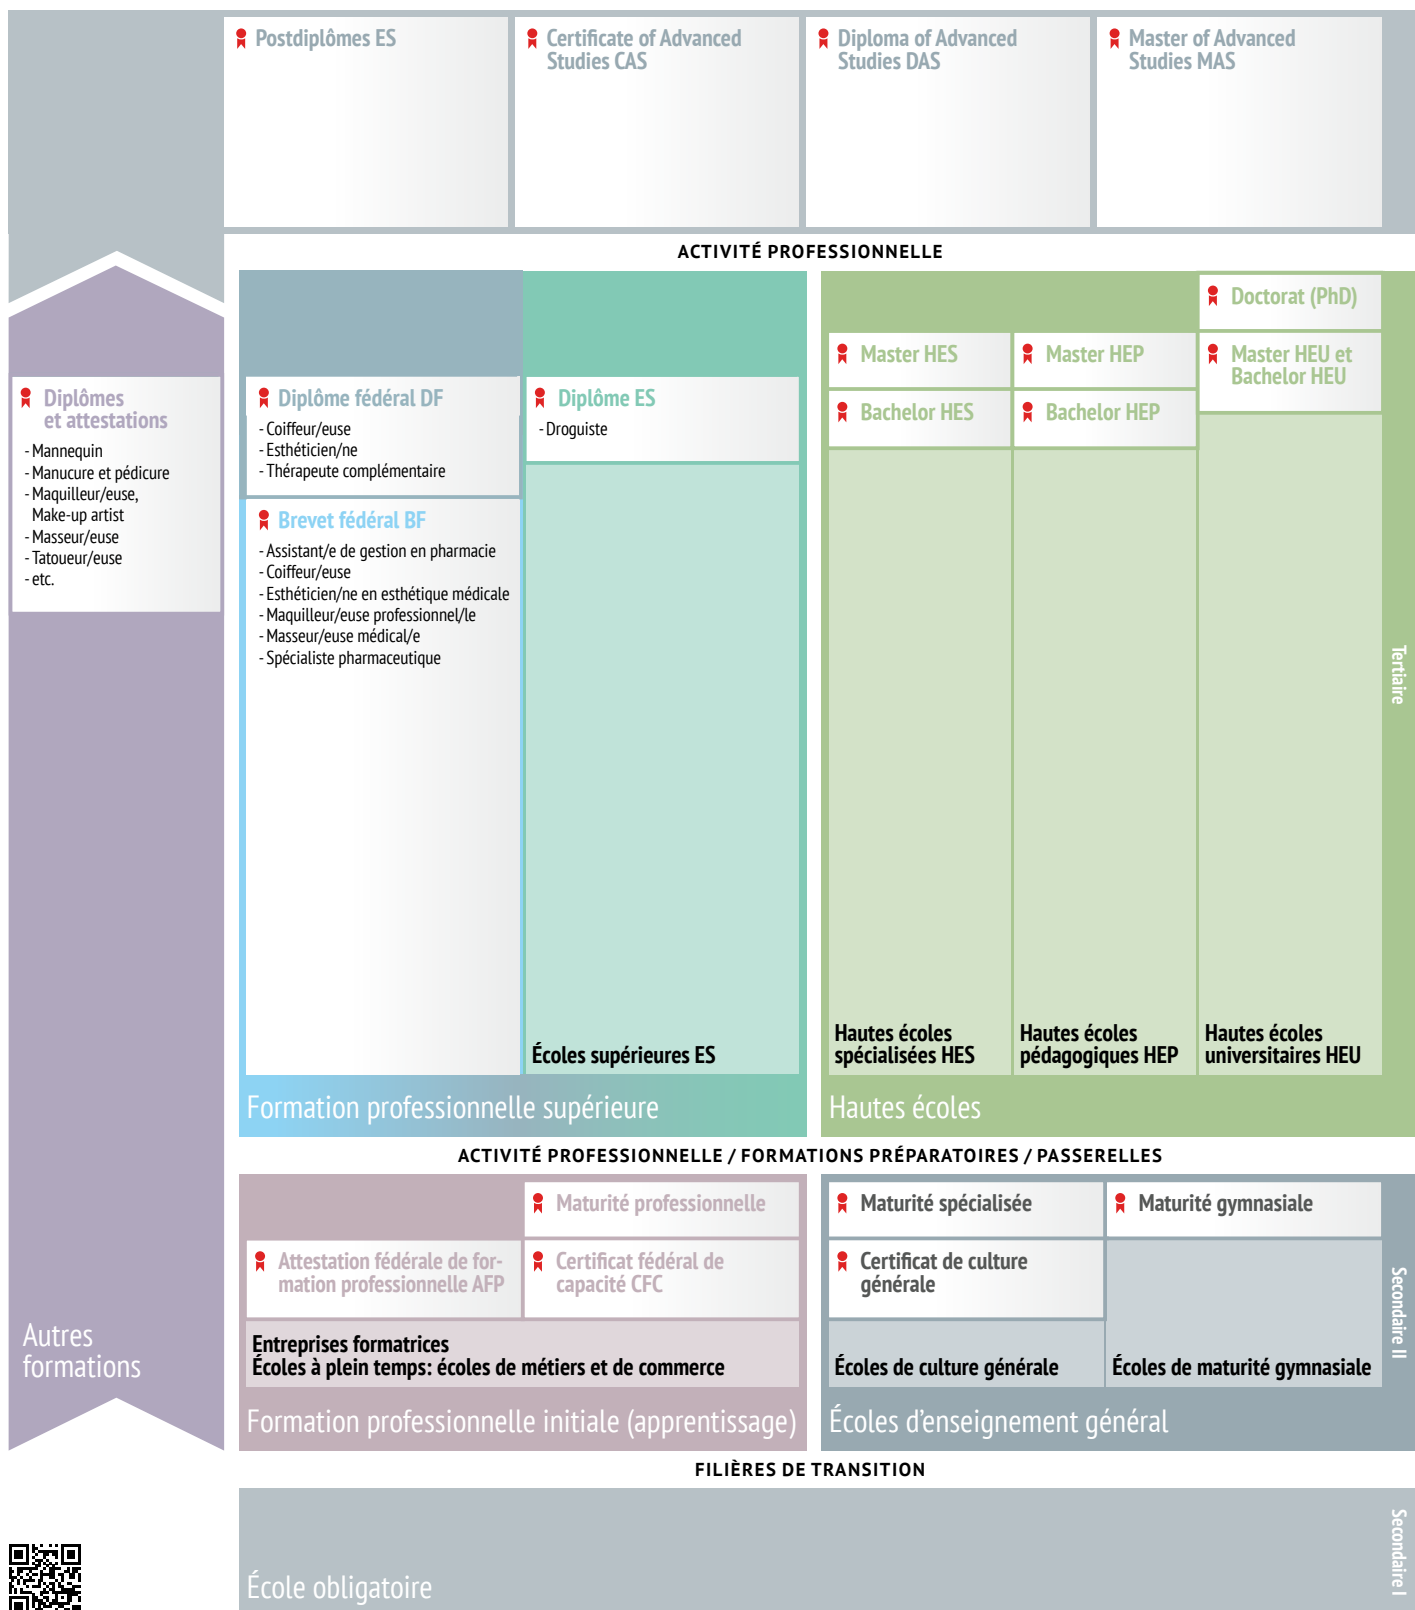 Postdiplômes ES
Certificate of Advanced
Studies CAS
Diploma of Advanced
Studies DAS
Master of Advanced
Studies MAS
ACTIVITÉ PROFESSIONNELLE
Diplômes
et attestations
- Mannequin
- Manucure et pédicure
- Maquilleur/euse,
Make-up artist
- Masseur/euse
- Tatoueur/euse
- etc.
Autres
formations
Diplôme fédéral DF
- Coiffeur/euse
- Esthéticien/ne
- Thérapeute complémentaire
Brevet fédéral BF
- Assistant/e de gestion en pharmacie
- Coiffeur/euse
- Esthéticien/ne en esthétique médicale
- Maquilleur/euse professionnel/le
- Masseur/euse médical/e
- Spécialiste pharmaceutique
Diplôme ES
- Droguiste
Écoles supérieures ES
Formation professionnelle supérieure
Doctorat (PhD)
Master HES
Master HEP
Master HEU et
Bachelor HEU
Bachelor HES
Bachelor HEP
Hautes écoles
spécialisées HES
Hautes écoles
pédagogiques HEP
Hautes écoles
universitaires HEU
Hautes écoles
Tertiaire
ACTIVITÉ PROFESSIONNELLE / FORMATIONS PRÉPARATOIRES / PASSERELLES
Maturité professionnelle
Attestation fédérale de for-
mation professionnelle AFP
Certificat fédéral de
capacité CFC
Entreprises formatrices
Écoles à plein temps: écoles de métiers et de commerce
Formation professionnelle initiale (apprentissage)
Maturité spécialisée
Maturité gymnasiale
Certificat de culture
générale
Écoles de culture générale
Écoles de maturité gymnasiale
Écoles d'enseignement général
Secondaire II
FILIÈRES DE TRANSITION
École obligatoire
Secondaire I